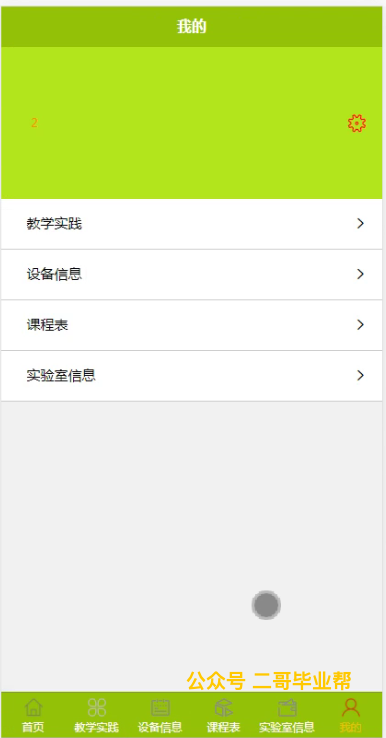 我的
2
教学实践
设备信息
课程表
实验室信息
公众号 二哥毕业帮
首页 教学实践 设备信息 课程表 实验室信息 我的